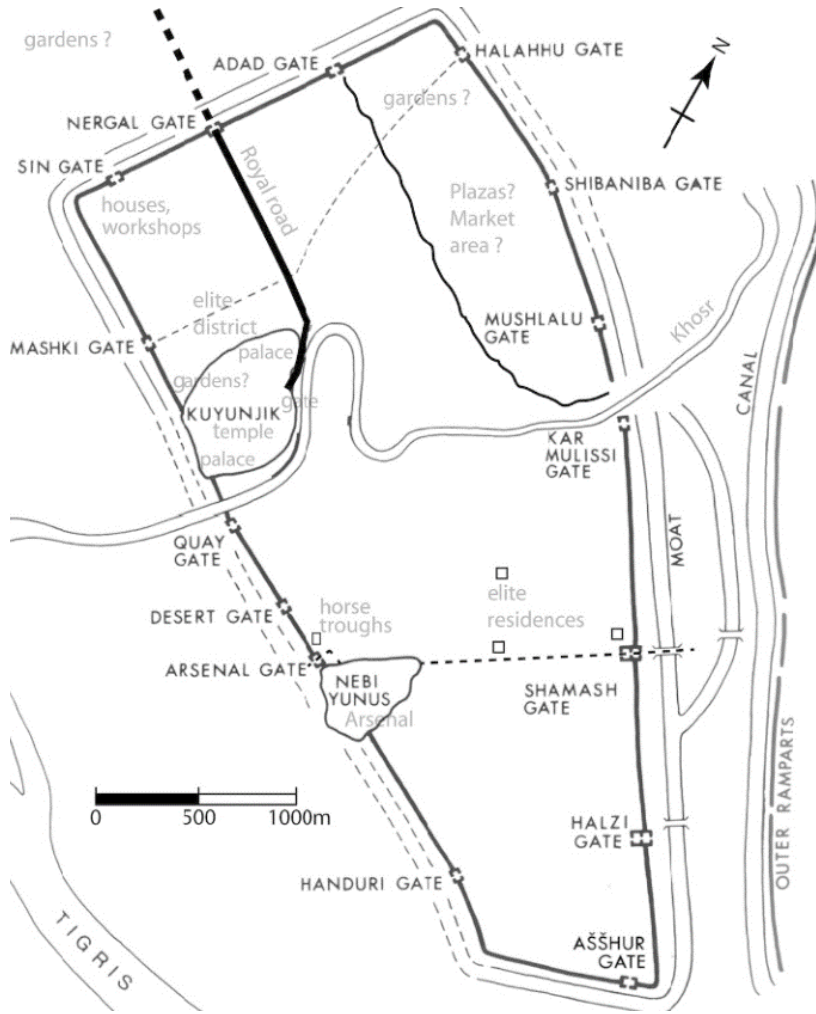 gardens ?
ADAD GATE
HALAHHU GATE
N
gardens ?
NERGAL GATE
SIN GATE
Royal road
SHIBANIBA GATE
houses,
workshops
Plazas?
Market
area ?
elite
district
MUSHLALU
GATE
Khosr
MASHKI GATE
palace
gardens?
gate
KUYUNJIK
temple
palace
CANAL
KAR
MULISSI
GATE
QUAY
GATE
MOAT
DESERT GATE
horse
troughs
elite
residences
ARSENAL GATE
NEBI
YUNUS
Arsenal
SHAMASH
GATE
OUTER RAMPARTS
0 500 1000m
HALZI
GATE
HANDURI GATE
TIGRIS
AŠŠHUR
GATE